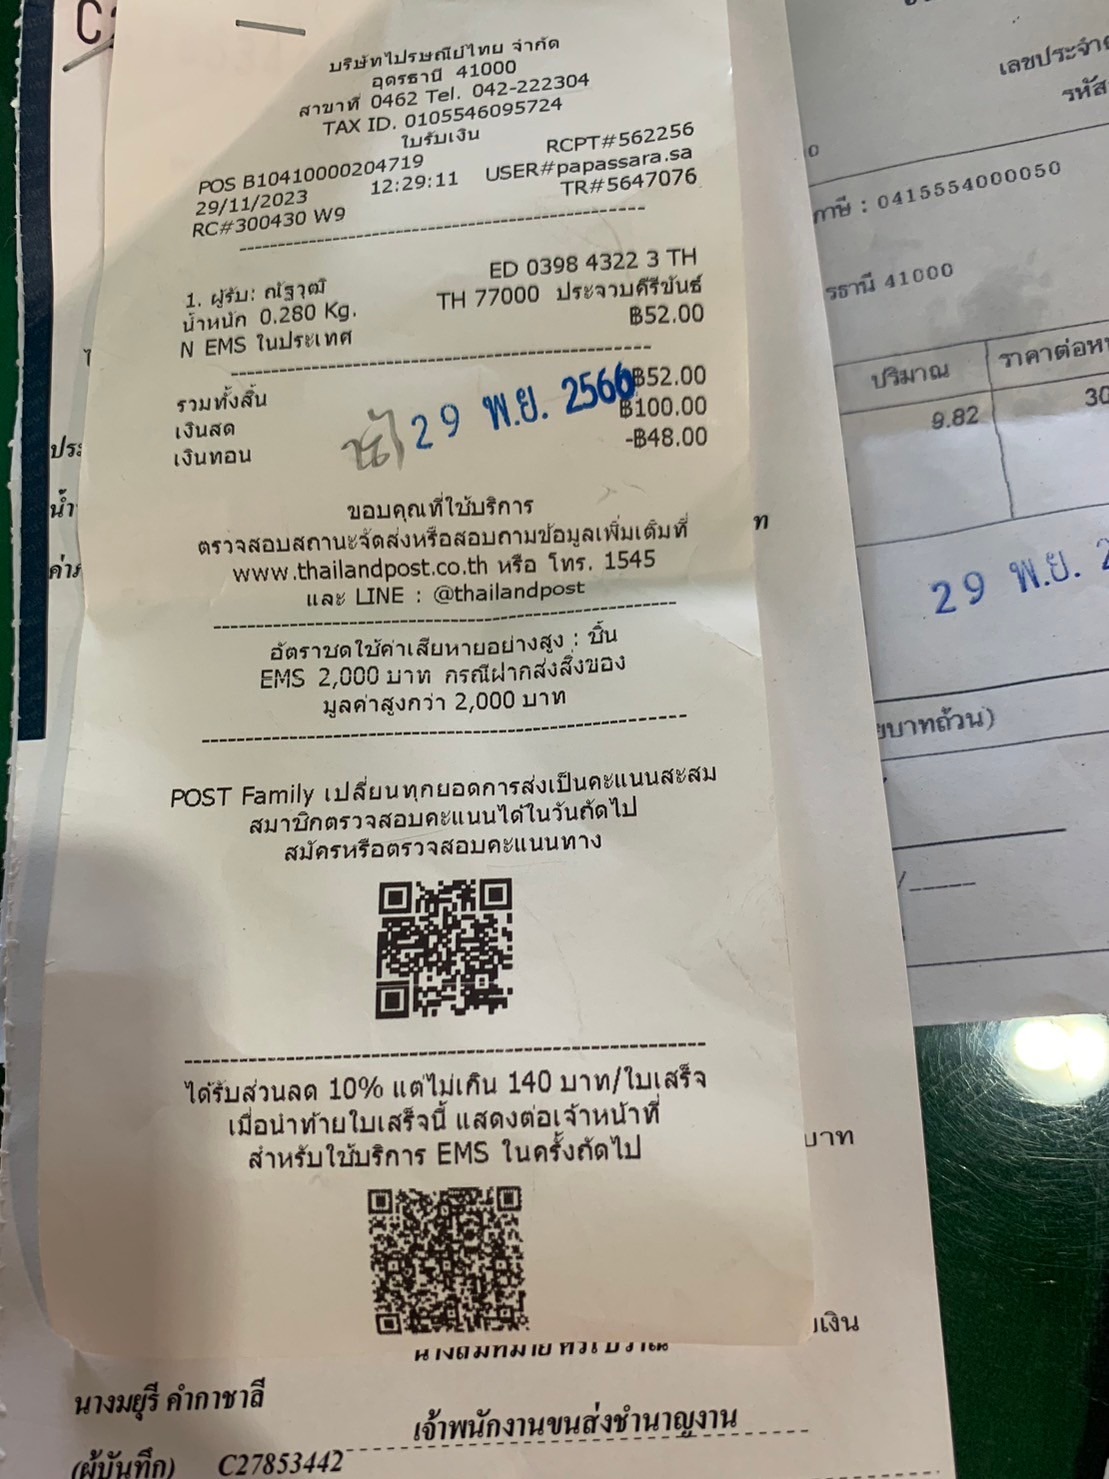 บริษัทไปรษณีย์ไทย จำกัด
อุดรธานี 41000
สาขาที่ 0462 Tel. 042-222304
TAX ID. 0105546095724
ใบรับเงิน
POS B10410000204719 RCPT#562256
29/11/2023 12:29:11 USER#papassara.sa
RC#300430 W9 TR#5647076
1. ผู้รับ: ณัฐวุฒิ ED 0398 4322 3 TH
น้ำหนัก 0.280 Kg. TH 77000 ประจวบคีรีขันธ์
N EMS ในประเทศ ฿52.00
รวมทั้งสิ้น ฿52.00
เงินสด ฿100.00
เงินทอน -฿48.00
29 พ.ย. 2566
ขอบคุณที่ใช้บริการ
ตรวจสอบสถานะจัดส่งหรือสอบถามข้อมูลเพิ่มเติมที่
www.thailandpost.co.th หรือ โทร. 1545
และ LINE : @thailandpost
อัตราชดใช้ค่าเสียหายอย่างสูง : ชิ้น
EMS 2,000 บาท กรณีฝากส่งสิ่งของ
มูลค่าสูงกว่า 2,000 บาท
POST Family เปลี่ยนทุกยอดการส่งเป็นคะแนนสะสม
สมาชิกตรวจสอบคะแนนได้ในวันถัดไป
สมัครหรือตรวจสอบคะแนนทาง
ได้รับส่วนลด 10% แต่ไม่เกิน 140 บาท/ใบเสร็จ
เมื่อนำท้ายใบเสร็จนี้ แสดงต่อเจ้าหน้าที่
สำหรับใช้บริการ EMS ในครั้งถัดไป
นางมยุรี คำกาชาลี
เจ้าพนักงานขนส่งชำนาญงาน
(ผู้บันทึก) C27853442
เลขประจำ
รหัส
ภาษี : 0415554000050
รธานี 41000
ปริมาณ ราคาต่อห
9.82 30
29 พ.ย. 2
บาทถ้วน)
บาท
เงิน